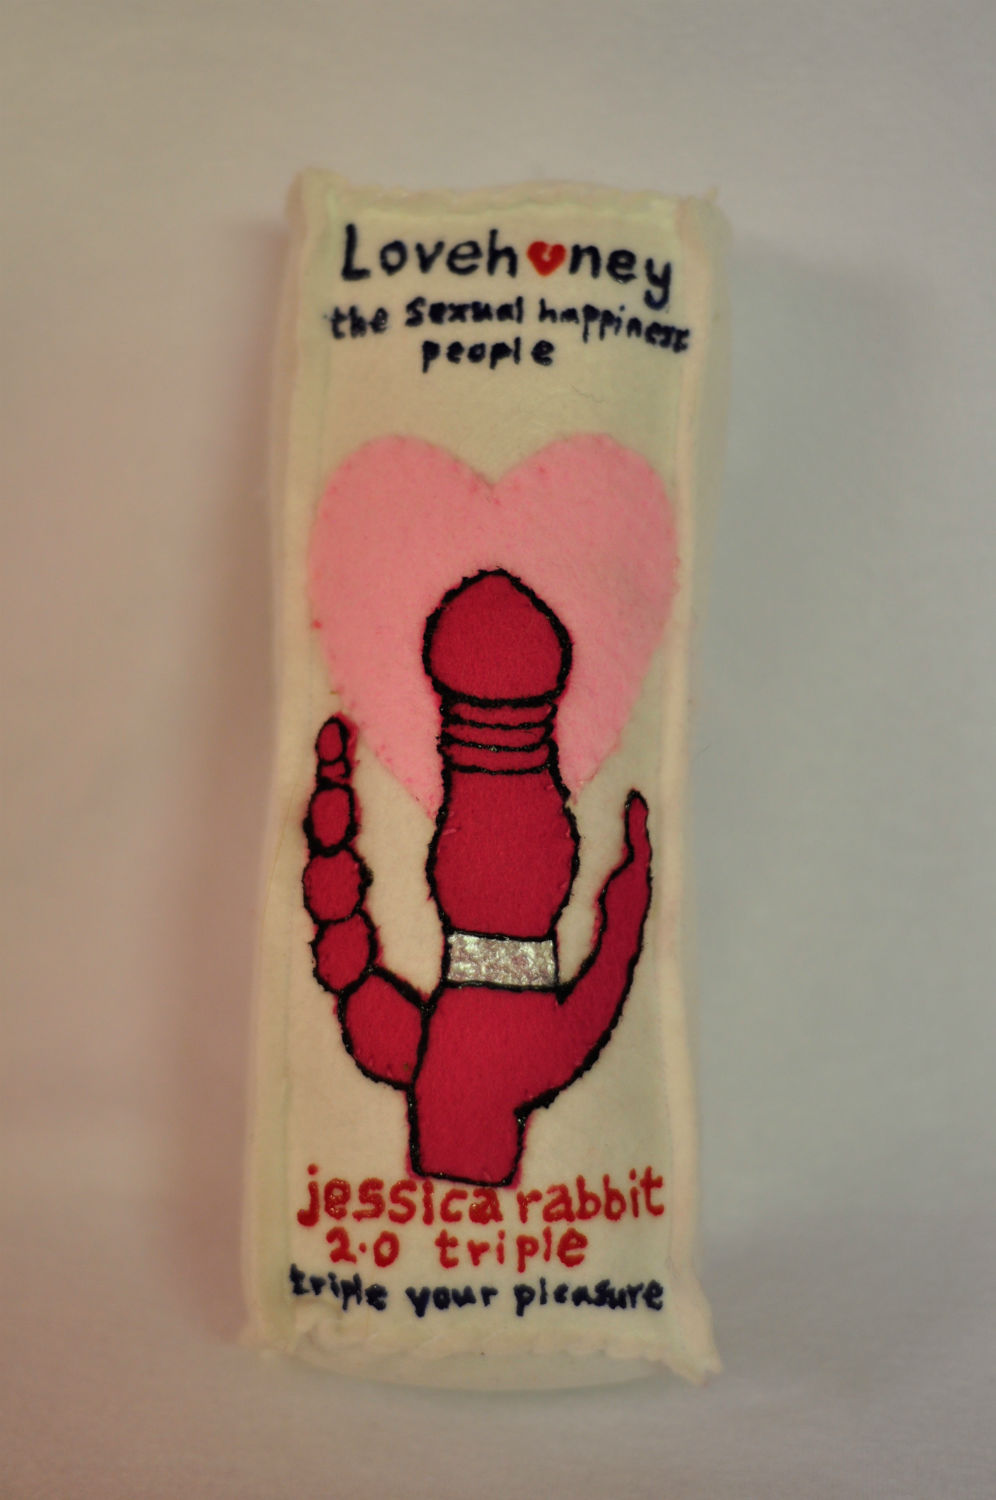 Lovehoney
the sexual happiness
people
jessica rabbit
2.0 triple
triple your pleasure